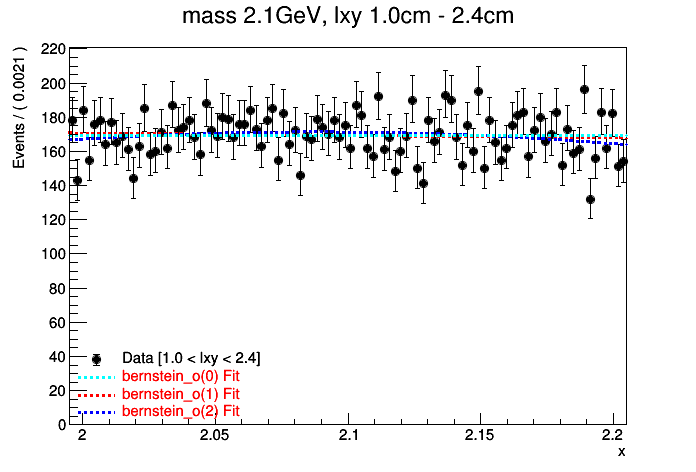 mass 2.1GeV, lxy 1.0cm - 2.4cm
Events / ( 0.0021 )
220
200
180
160
140
120
100
80
60
40
20
0
Data [1.0 < lxy < 2.4]
bernstein_o(0) Fit
bernstein_o(1) Fit
bernstein_o(2) Fit
2 2.05 2.1 2.15 2.2
x